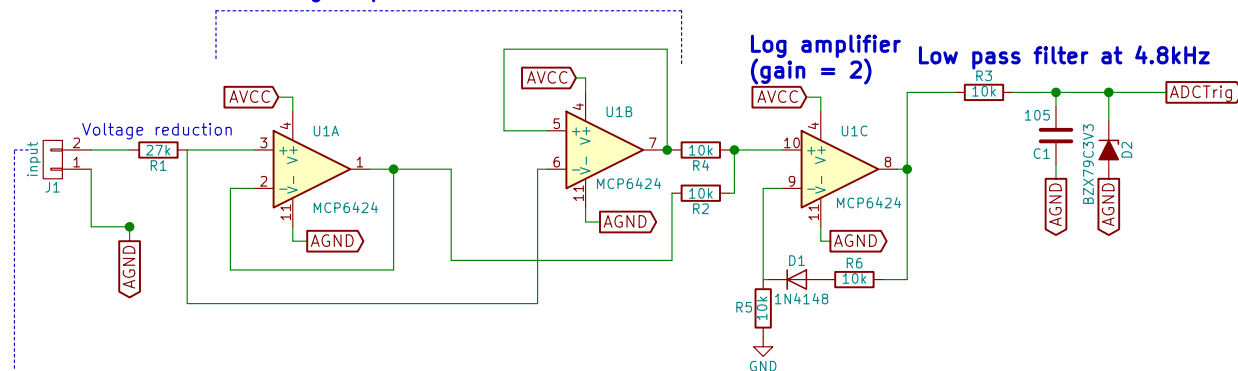 Log amplifier
(gain = 2)
Low pass filter at 4.8kHz
R3
10k
ADCTrig
AVCC
AVCC
AVCC
4
4
4
U1A
U1B
U1C
Voltage reduction
input
2
1
J1
27k
R1
3
++
V
1
2
V-
11
MCP6424
AGND
5
++
V
7
6
V-
11
MCP6424
AGND
10k
R4
10k
R2
10
++
V
8
9
V-
11
MCP6424
AGND
105
C1
BZX79C3V3
D2
AGND
AGND
AGND
D1
1N4148
R6
10k
R5
10k
GND